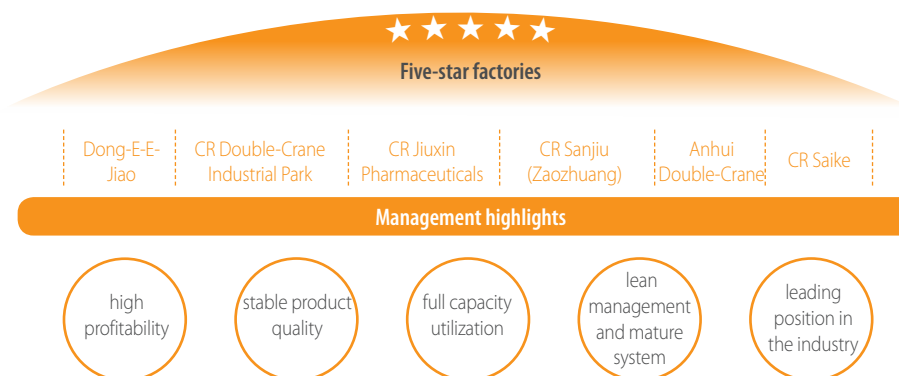 Five-star factories
Dong-E-E-
Jiao
CR Double-Crane
Industrial Park
CR Jiuxin
Pharmaceuticals
CR Sanjiu
(Zaozhuang)
Anhui
Double-Crane
CR Saike
Management highlights
high
profitability
stable product
quality
full capacity
utilization
lean
management
and mature
system
leading
position in
the industry